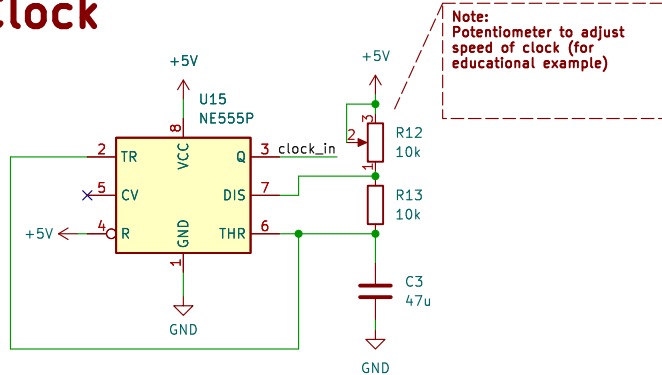 Clock
Note:
Potentiometer to adjust
speed of clock (for
educational example)
+5V
+5V
U15
NE555P
8
3
2
R12
10k
1
2
TR
VCC
Q
3
clock_in
5
CV
DIS
7
R13
10k
+5V
4
R
GND
THR
6
1
C3
47u
GND
GND